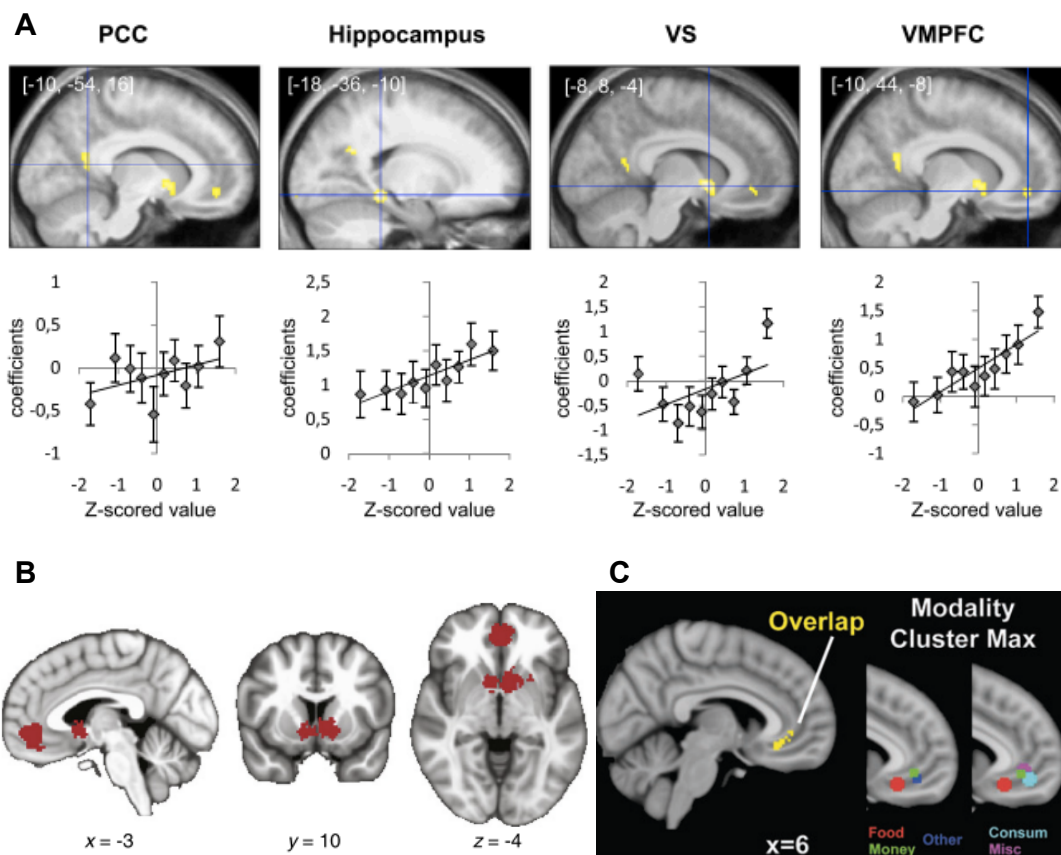 A
PCC Hippocampus VS VMPFC
[-10, -54, 16] [-18, -36, -10] [-8, 8, -4] [-10, 44, -8]
coefficients
1
0,5
0
-0,5
-1
-2 -1 0 1 2
Z-scored value
2,5
2
1,5
1
0,5
0
-2 -1 0 1 2
Z-scored value
coefficients
2
1,5
1
0,5
0
-0,5
-1
-1,5
-2 -1 0 1 2
Z-scored value
coefficients
2
1,5
1
0,5
0
-0,5
-1
-2 -1 0 1 2
Z-scored value
coefficients
B
x = -3 y = 10 z = -4
C
Overlap
Modality
Cluster Max
x=6
Food Other
Money
Consum
Misc